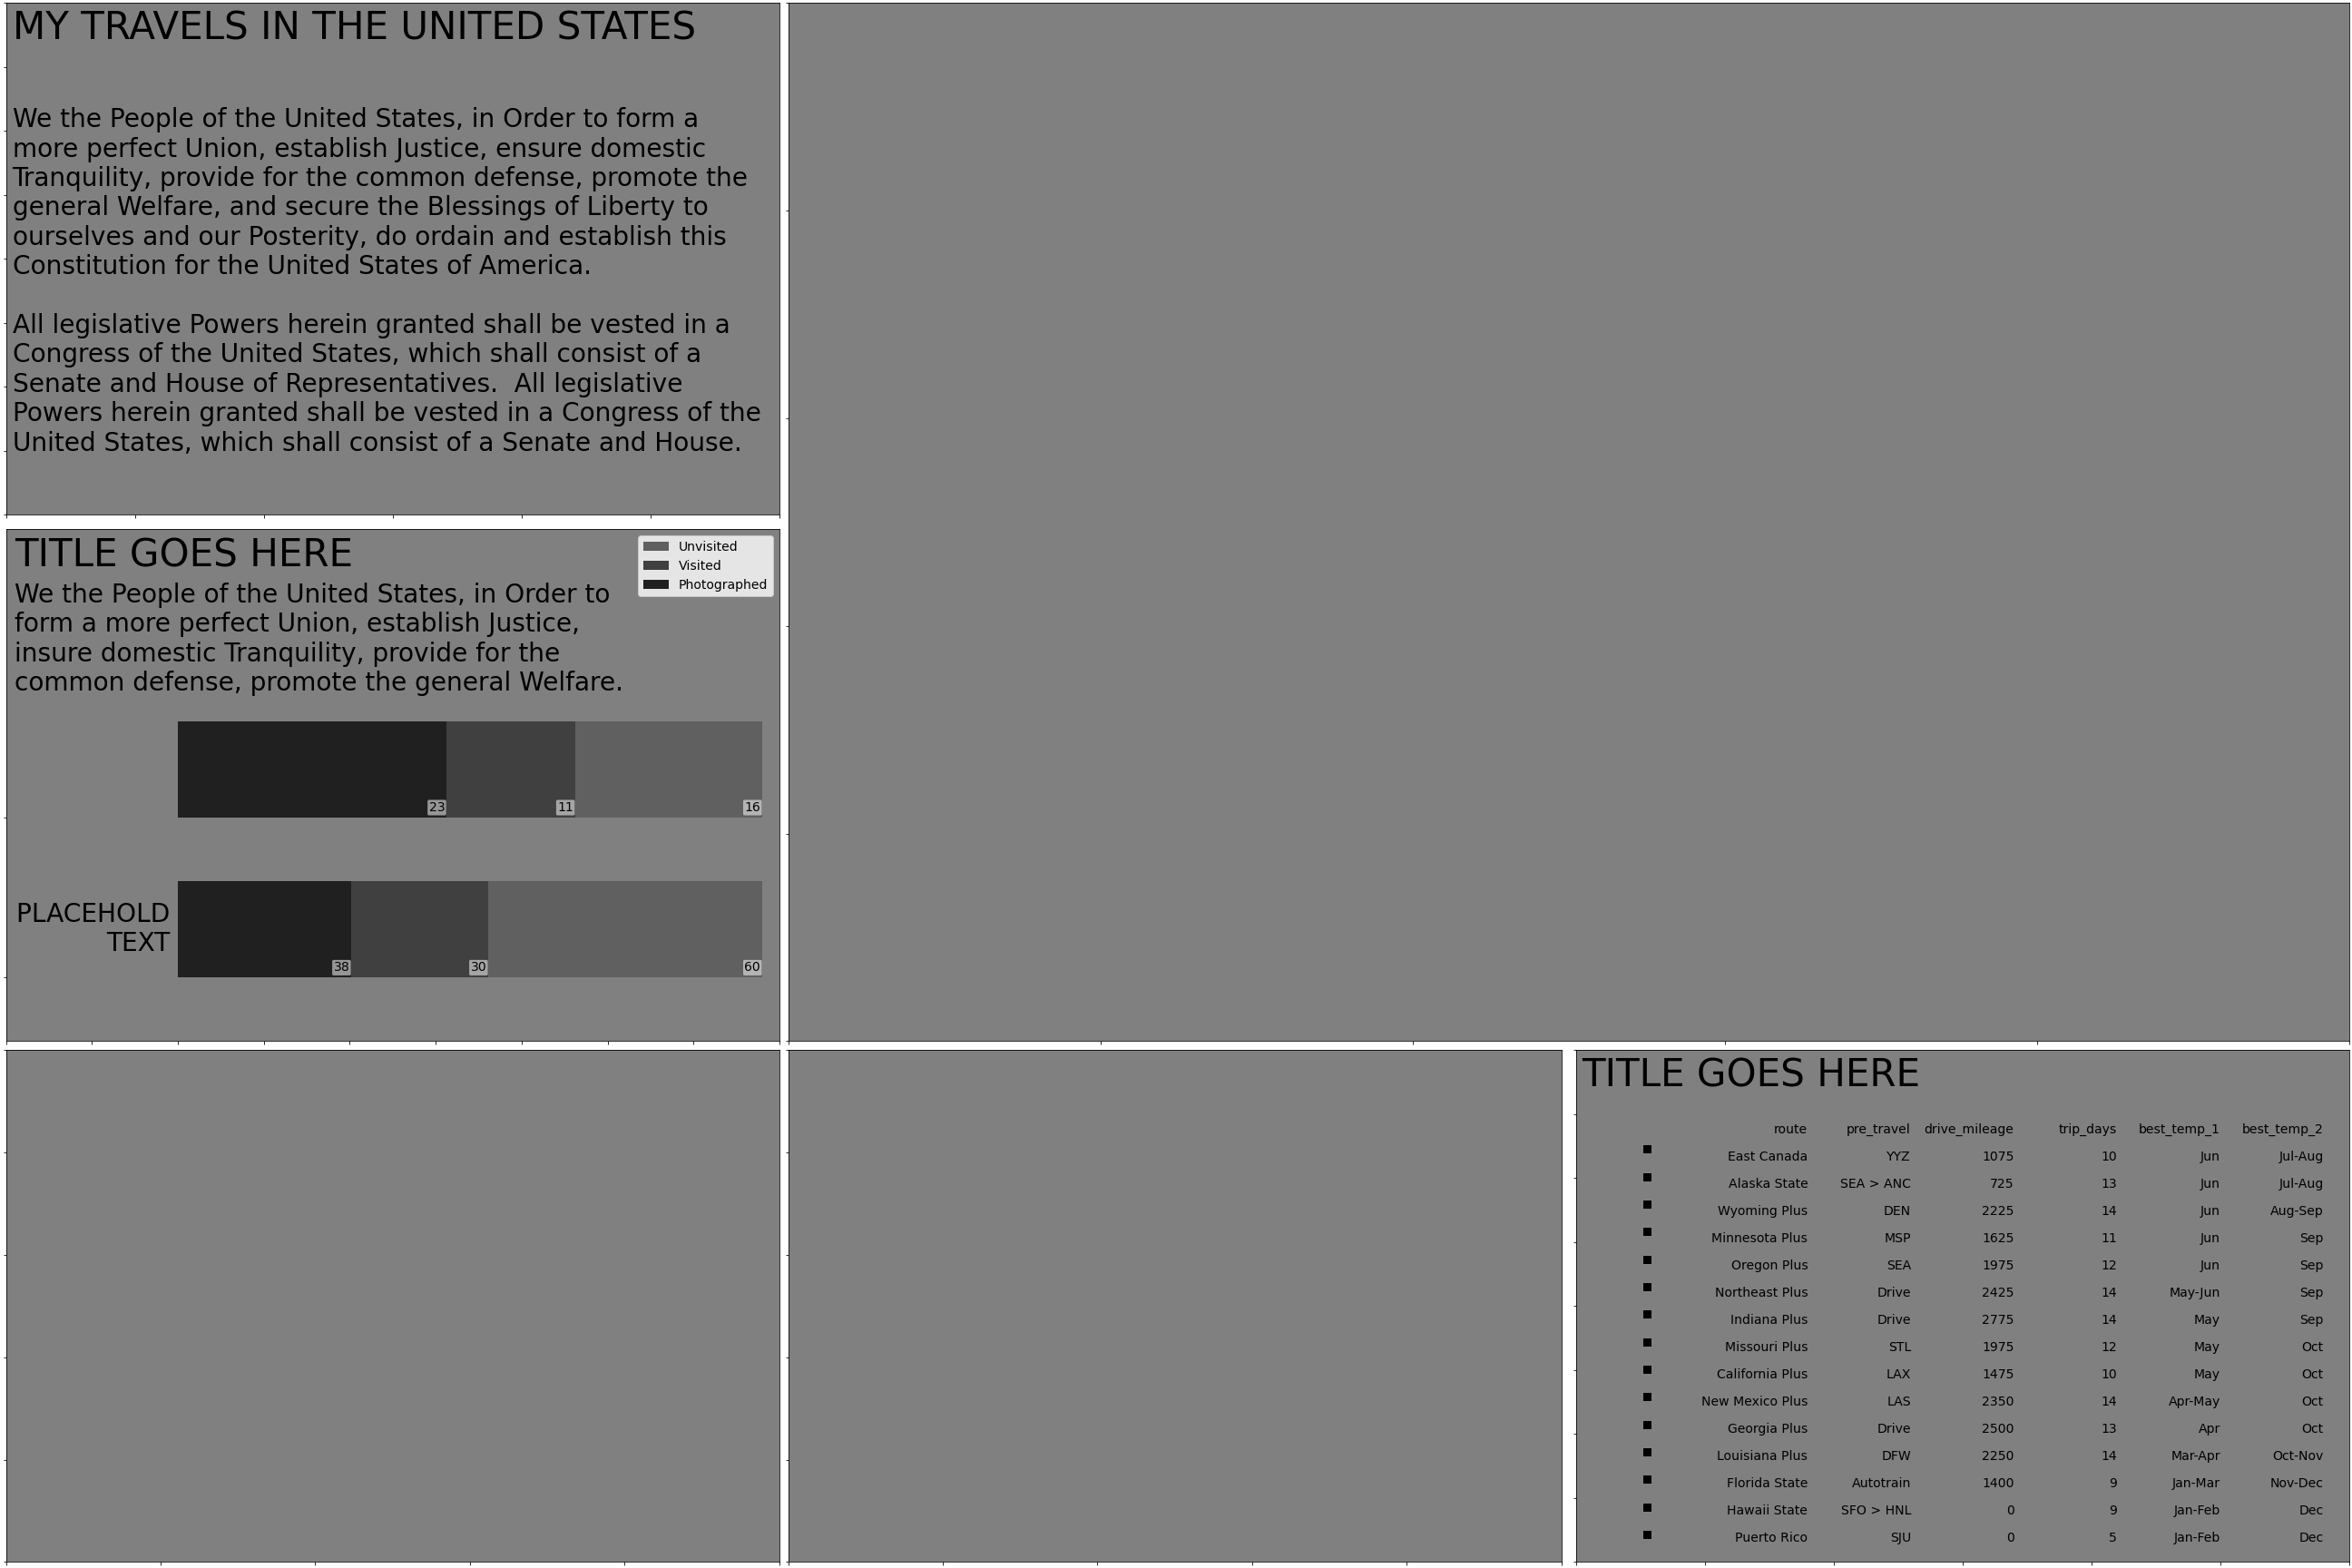 MY TRAVELS IN THE UNITED STATES
We the People of the United States, in Order to form a
more perfect Union, establish Justice, ensure domestic
Tranquility, provide for the common defense, promote the
general Welfare, and secure the Blessings of Liberty to
ourselves and our Posterity, do ordain and establish this
Constitution for the United States of America.
All legislative Powers herein granted shall be vested in a
Congress of the United States, which shall consist of a
Senate and House of Representatives.  All legislative
Powers herein granted shall be vested in a Congress of the
United States, which shall consist of a Senate and House.
TITLE GOES HERE
Unvisited
Visited
Photographed
We the People of the United States, in Order to
form a more perfect Union, establish Justice,
insure domestic Tranquility, provide for the
common defense, promote the general Welfare.
23 11 16
PLACEHOLD
TEXT
38 30 60
TITLE GOES HERE
route pre_travel drive_mileage trip_days best_temp_1 best_temp_2
East Canada YYZ 1075 10 Jun Jul-Aug
Alaska State SEA > ANC 725 13 Jun Jul-Aug
Wyoming Plus DEN 2225 14 Jun Aug-Sep
Minnesota Plus MSP 1625 11 Jun Sep
Oregon Plus SEA 1975 12 Jun Sep
Northeast Plus Drive 2425 14 May-Jun Sep
Indiana Plus Drive 2775 14 May Sep
Missouri Plus STL 1975 12 May Oct
California Plus LAX 1475 10 May Oct
New Mexico Plus LAS 2350 14 Apr-May Oct
Georgia Plus Drive 2500 13 Apr Oct
Louisiana Plus DFW 2250 14 Mar-Apr Oct-Nov
Florida State Autotrain 1400 9 Jan-Mar Nov-Dec
Hawaii State SFO > HNL 0 9 Jan-Feb Dec
Puerto Rico SJU 0 5 Jan-Feb Dec